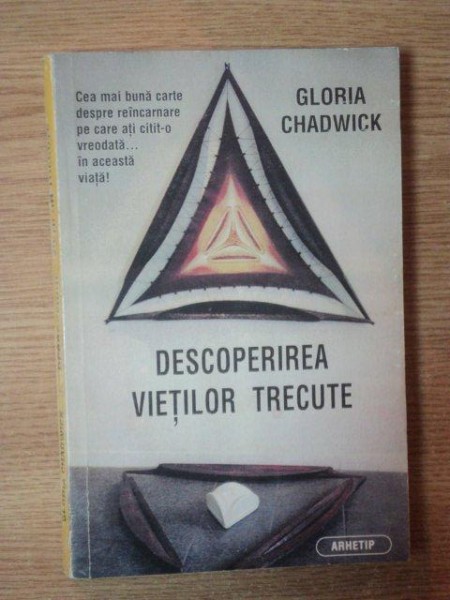 Cea mai bună carte
despre reîncarnare
pe care ați citit-o
vreodată...
în această
viață!
GLORIA
CHADWICK
DESCOPERIREA
VIEȚILOR TRECUTE
ARHETIP